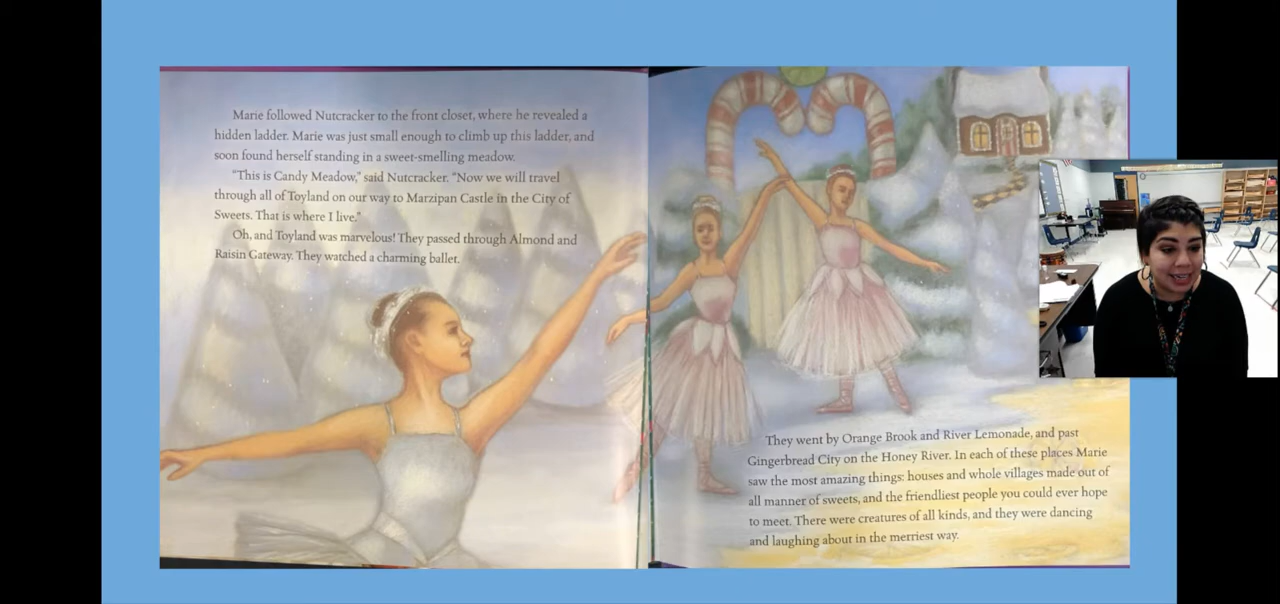 Marie followed Nutcracker to the front closet, where he revealed a
hidden ladder. Marie was just small enough to climb up this ladder, and
soon found herself standing in a sweet-smelling meadow.
"This is Candy Meadow," said Nutcracker. "Now we will travel
through all of Toyland on our way to Marzipan Castle in the City of
Sweets. That is where I live."
Oh, and Toyland was marvelous! They passed through Almond and
Raisin Gateway. They watched a charming ballet.
They went by Orange Brook and River Lemonade, and past
Gingerbread City on the Honey River. In each of these places Marie
saw the most amazing things: houses and whole villages made out of
all manner of sweets, and the friendliest people you could ever hope
to meet. There were creatures of all kinds, and they were dancing
and laughing about in the merriest way.